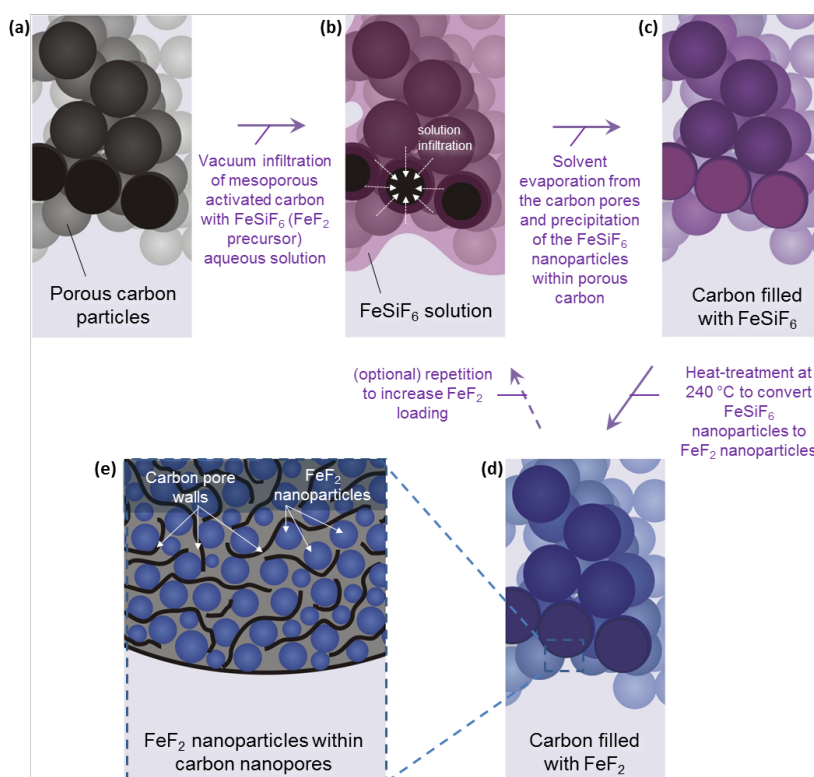 (a)
Porous carbon
particles
Vacuum infiltration
of mesoporous
activated carbon
with FeSiF₆ (FeF₂
precursor)
aqueous solution
(b)
solution
infiltration
FeSiF₆ solution
Solvent
evaporation from
the carbon pores
and precipitation
of the FeSiF₆
nanoparticles
within porous
carbon
(c)
Carbon filled
with FeSiF₆
(optional) repetition
to increase FeF₂
loading
Heat-treatment at
240 °C to convert
FeSiF₆
nanoparticles to
FeF₂ nanoparticles
(e)
Carbon pore
walls
FeF₂
nanoparticles
FeF₂ nanoparticles within
carbon nanopores
(d)
Carbon filled
with FeF₂